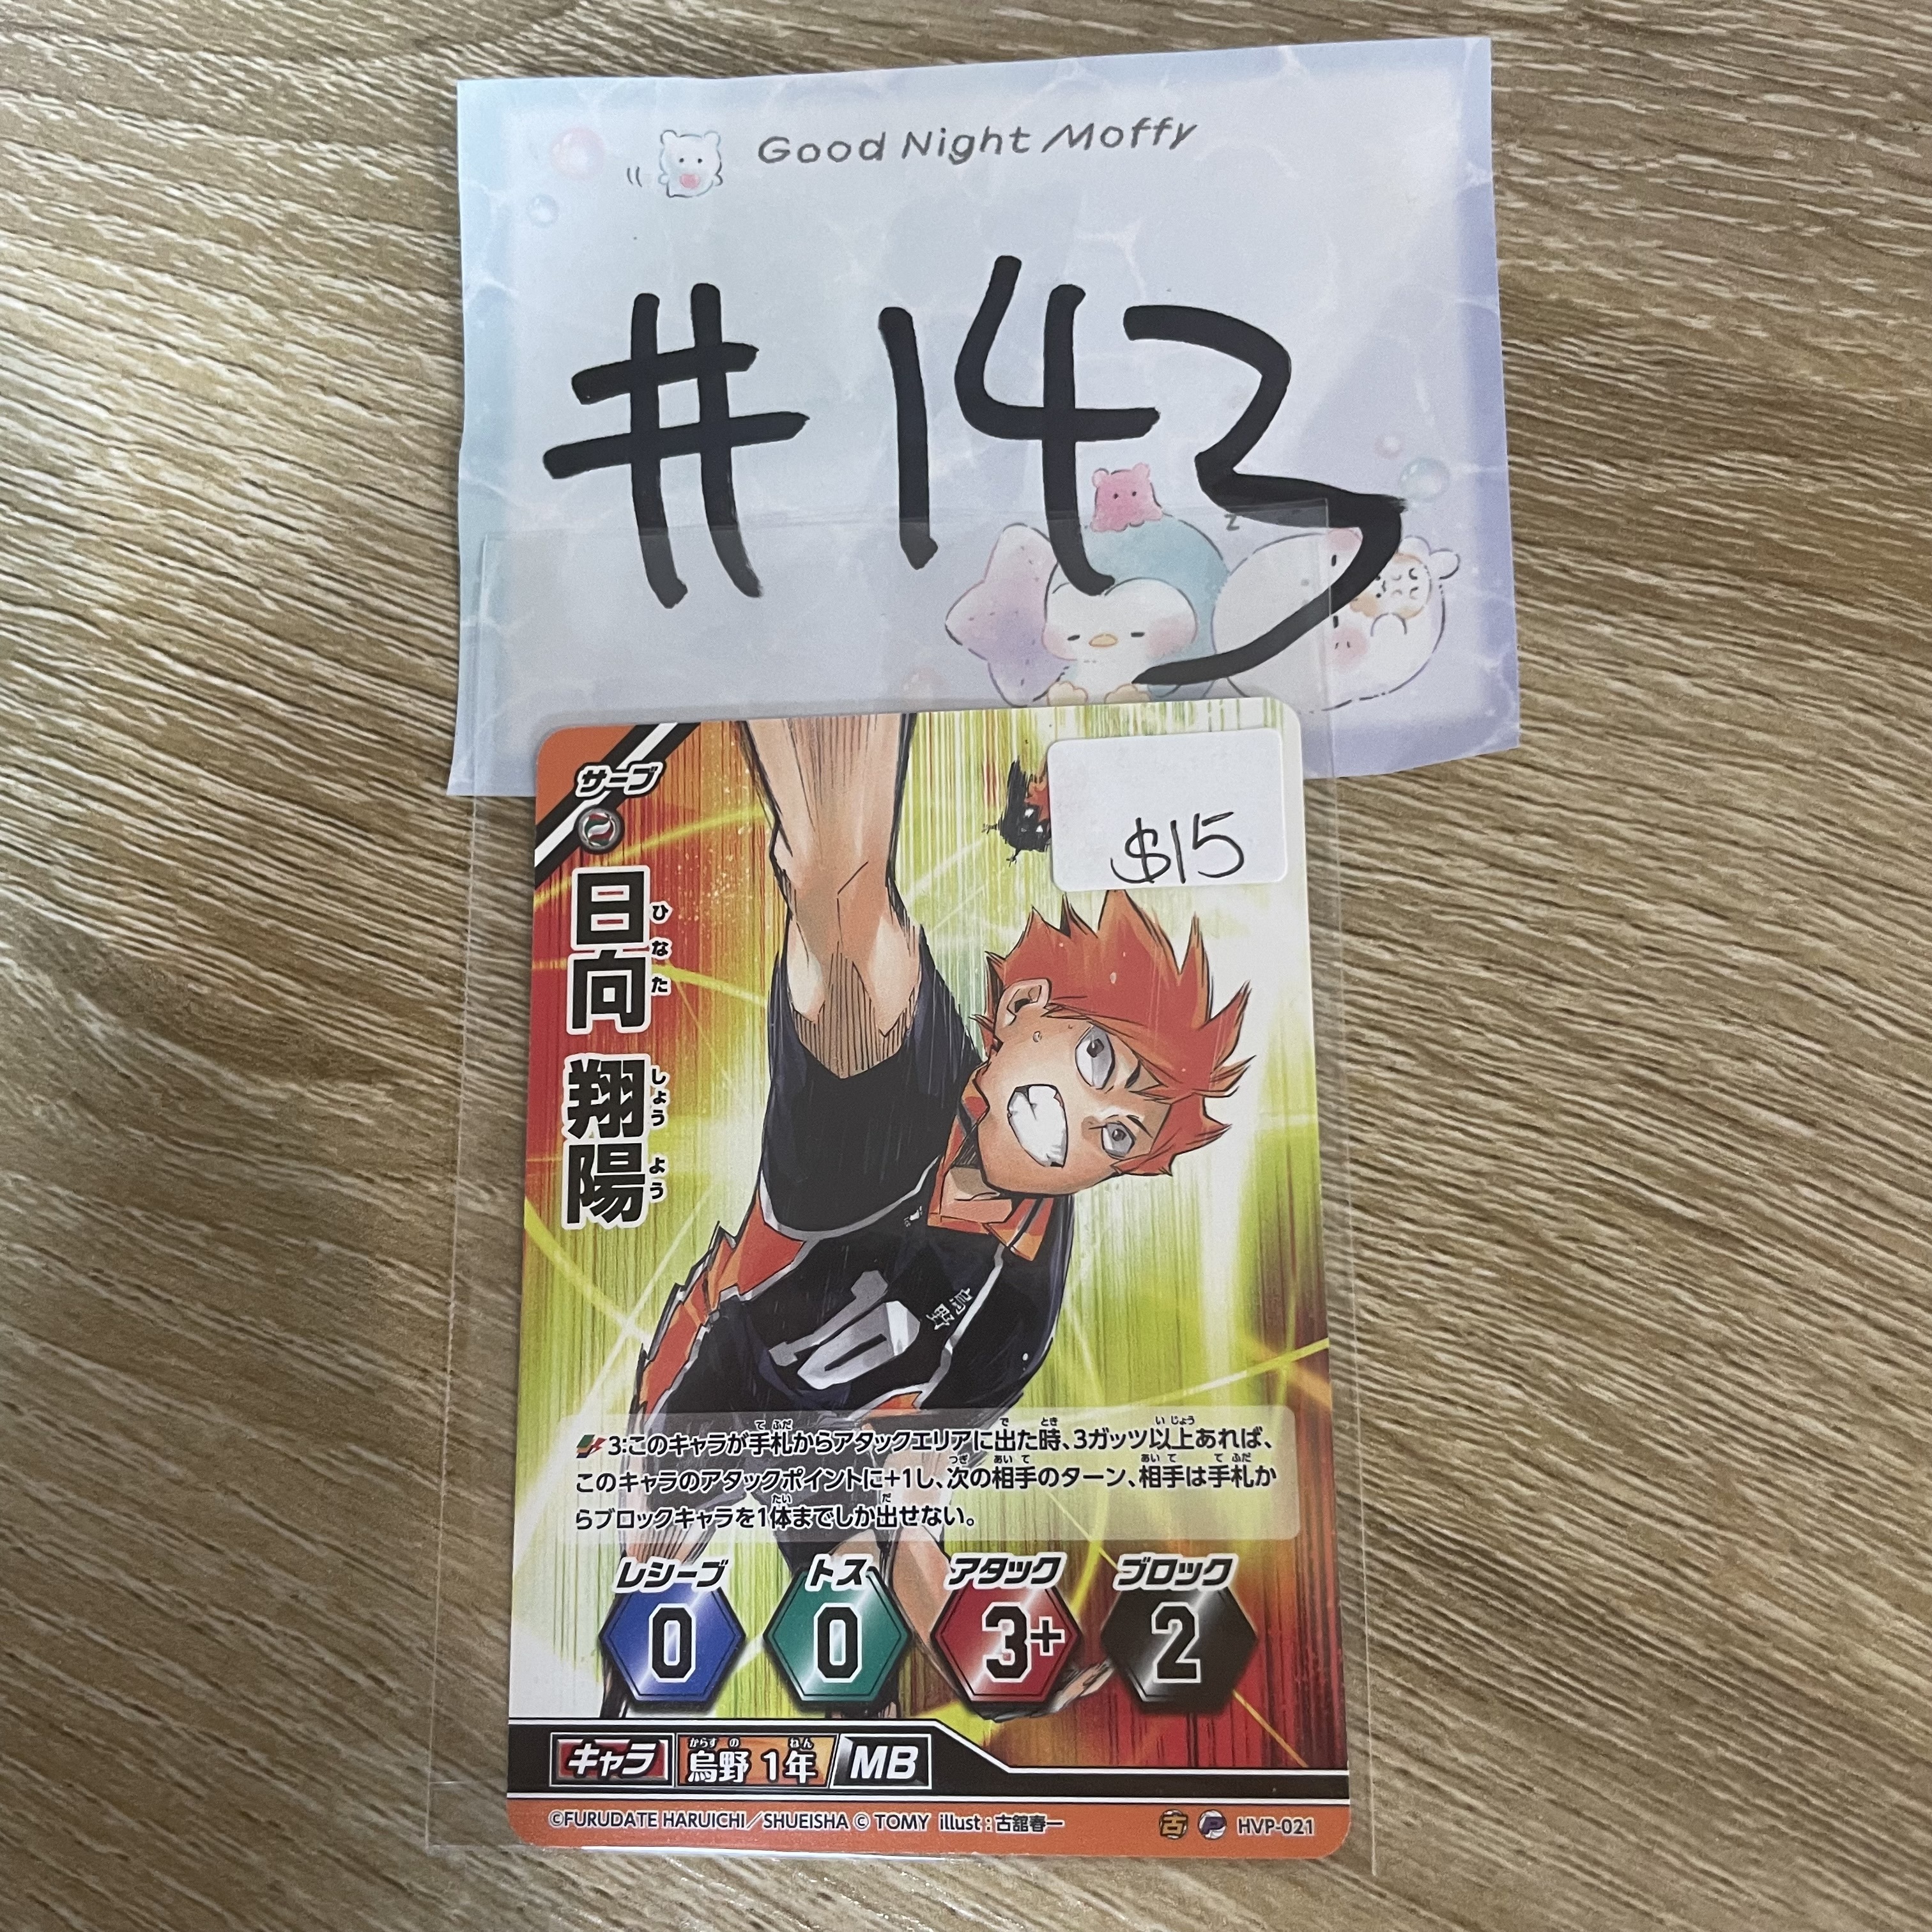 Good Night Moffy
#143
$15
サーブ
日向 翔陽
ひなた しょうよう
烏野
10
3:このキャラが手札からアタックエリアに出た時、3ガッツ以上あれば、
このキャラのアタックポイントに+1し、次の相手のターン、相手は手札か
らブロックキャラを1体までしか出せない。
レシーブ トス アタック ブロック
0 0 3+ 2
キャラ 烏野 1年 MB
©FURUDATE HARUICHI/SHUEISHA © TOMY illust:古舘春一 古 P HVP-021